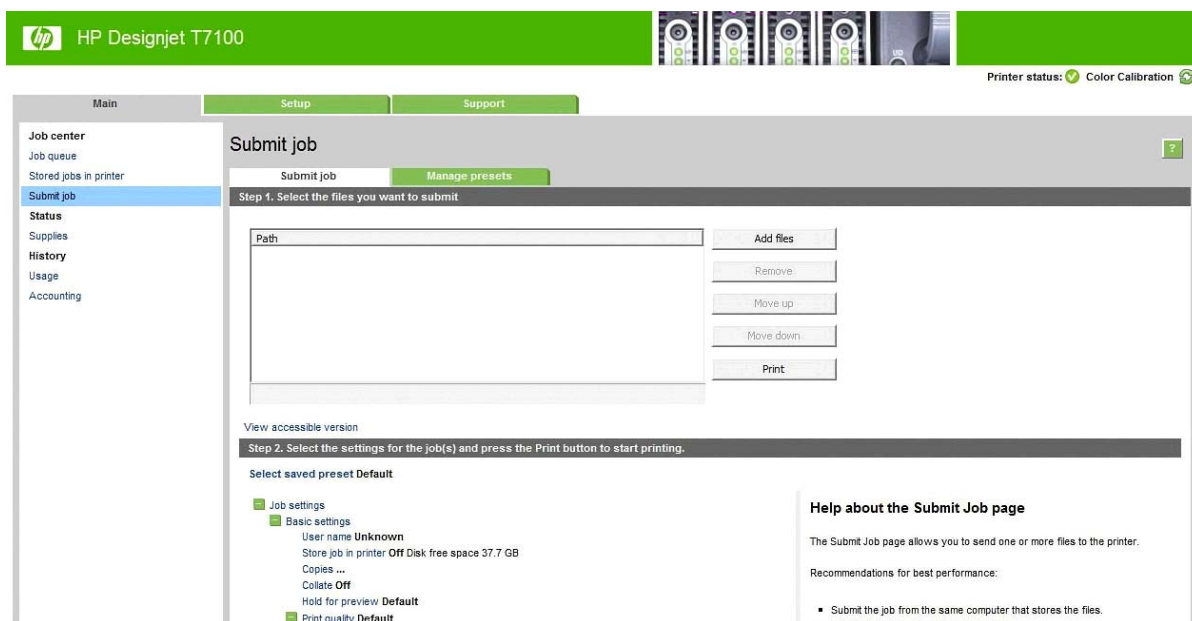 hp HP Designjet T7100
Printer status: Color Calibration
Main Setup Support
Job center
Job queue
Stored jobs in printer
Submit job
Status
Supplies
History
Usage
Accounting
Submit job
?
Submit job Manage presets
Step 1. Select the files you want to submit
Path
Add files
Remove
Move up
Move down
Print
View accessible version
Step 2. Select the settings for the job(s) and press the Print button to start printing.
Select saved preset Default
Job settings
Basic settings
User name Unknown
Store job in printer Off Disk free space 37.7 GB
Copies ...
Collate Off
Hold for preview Default
Print quality Default
Help about the Submit Job page
The Submit Job page allows you to send one or more files to the printer.
Recommendations for best performance:
▪ Submit the job from the same computer that stores the files.